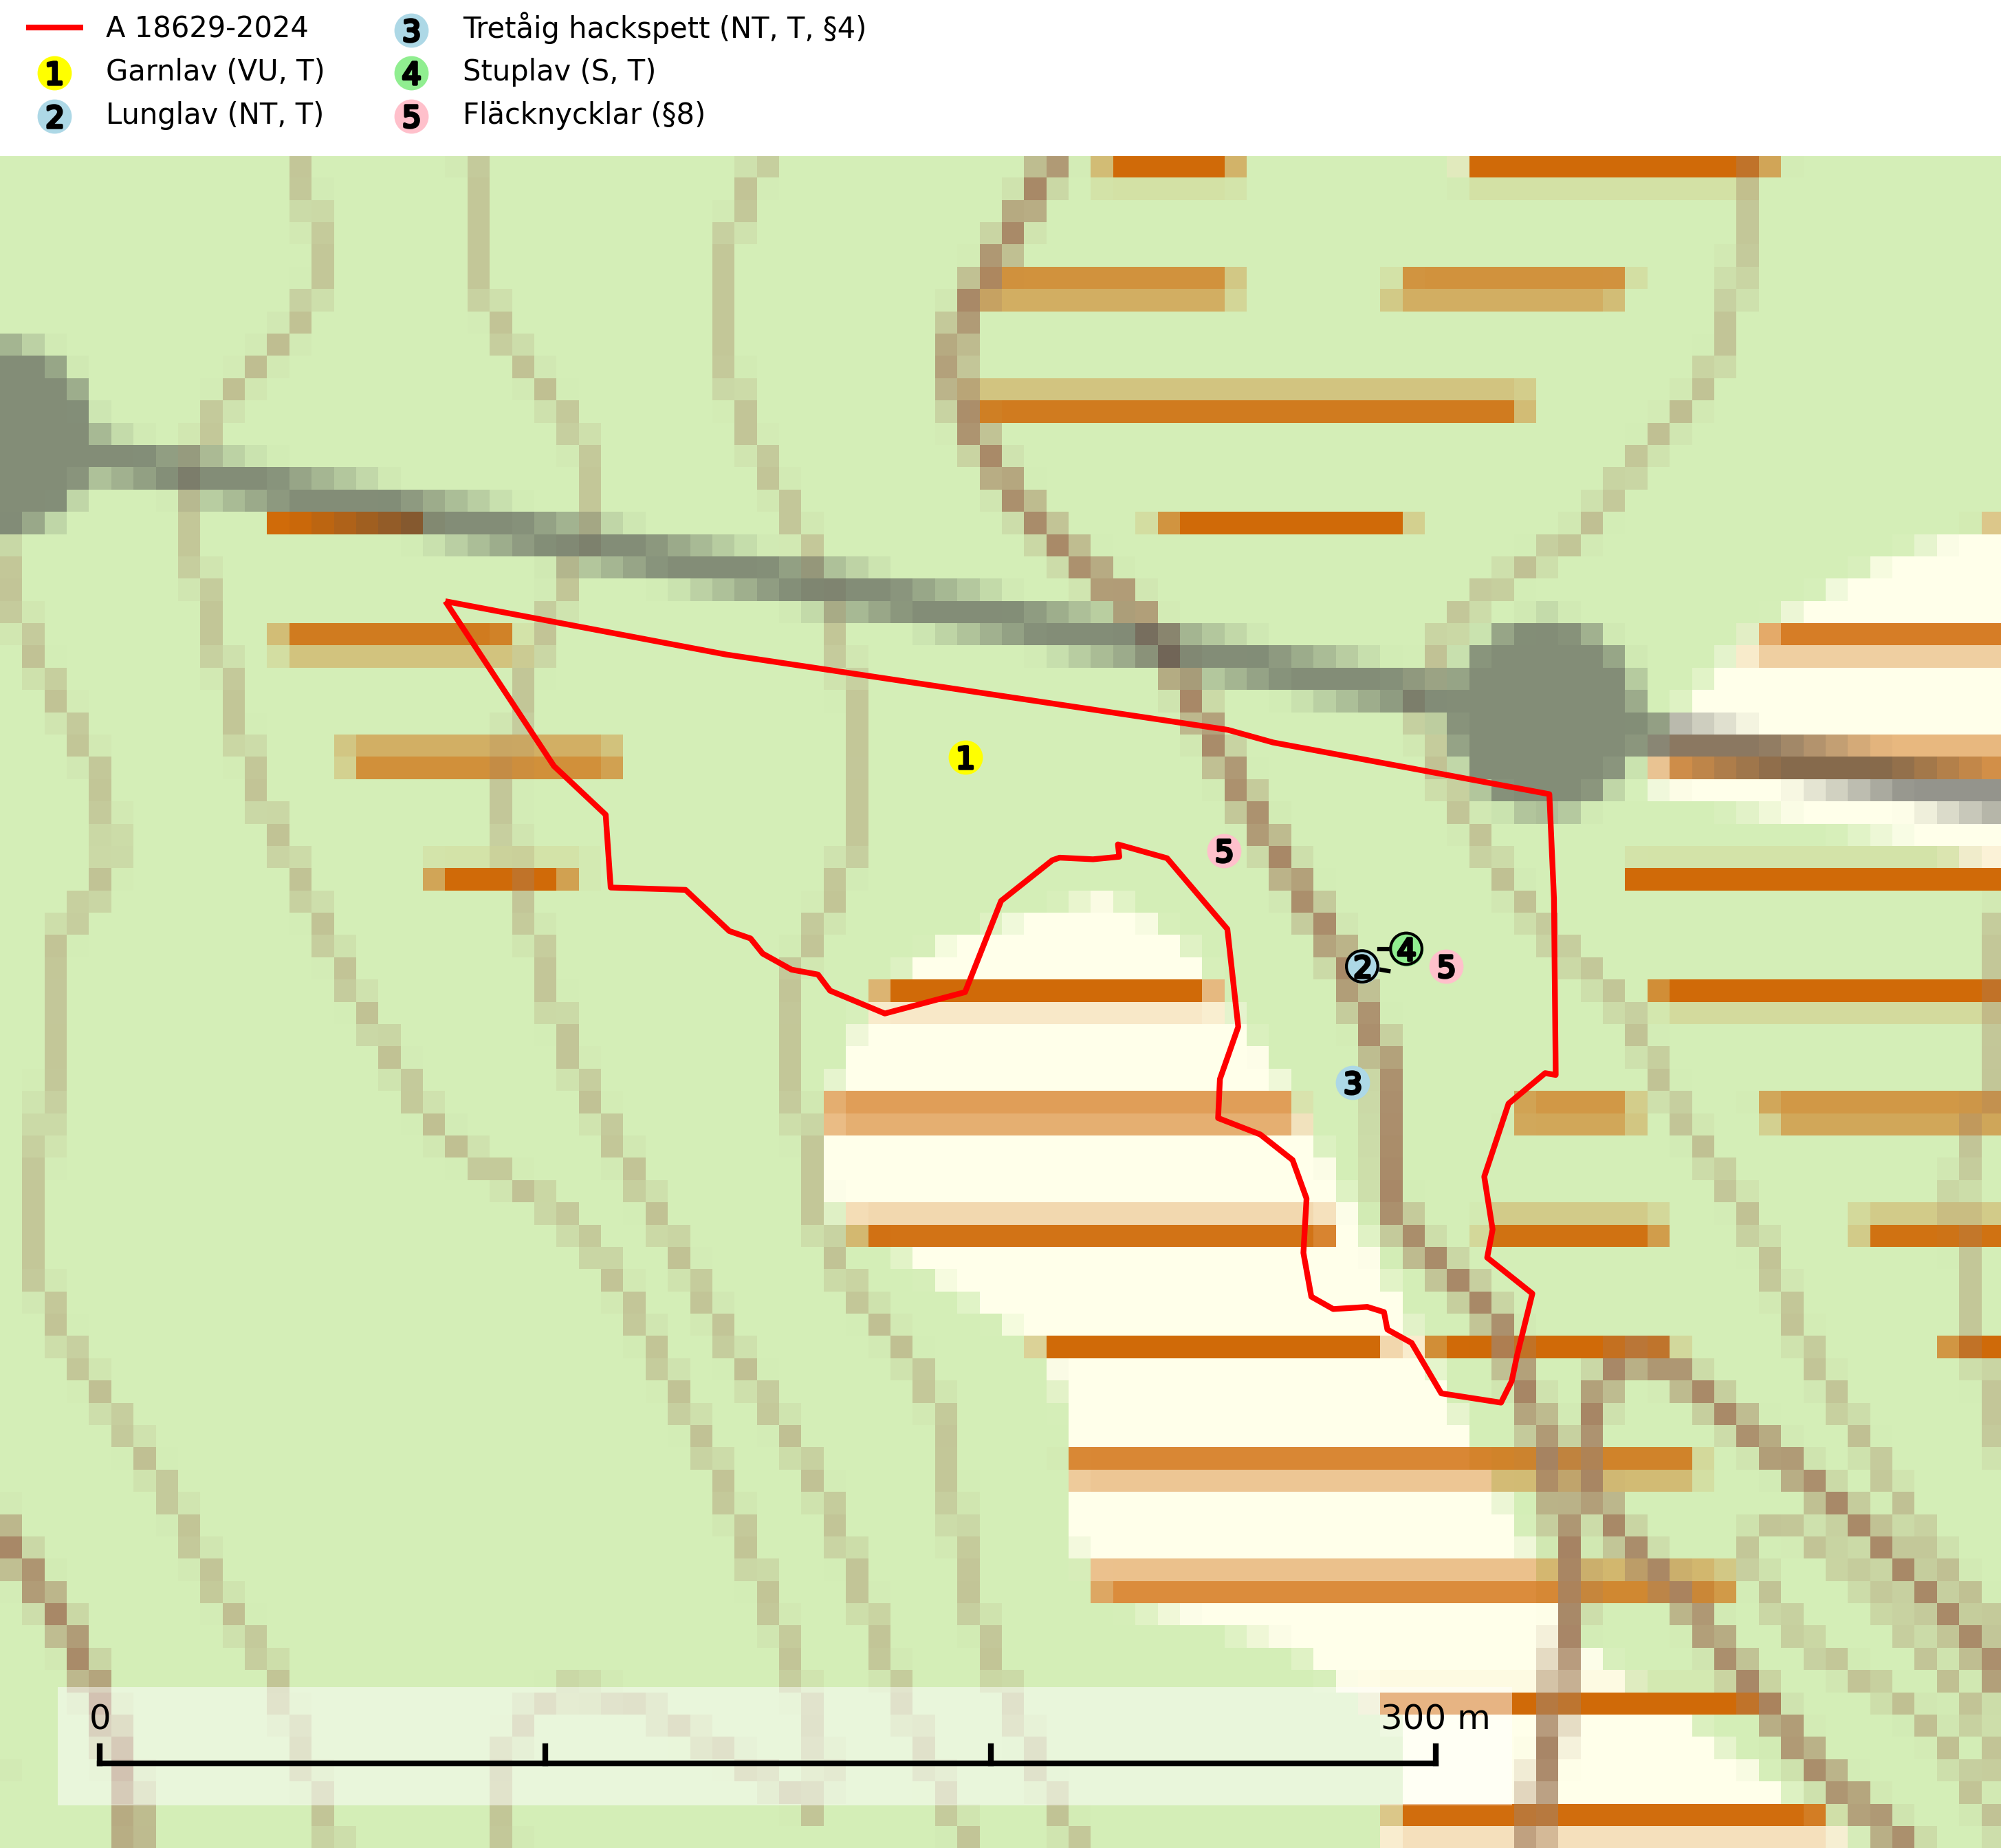 A 18629-2024
1 Garnlav (VU, T)
2 Lunglav (NT, T)
3 Tretåig hackspett (NT, T, §4)
4 Stuplav (S, T)
5 Fläcknycklar (§8)
1
5
4
2
5
3
0
300 m